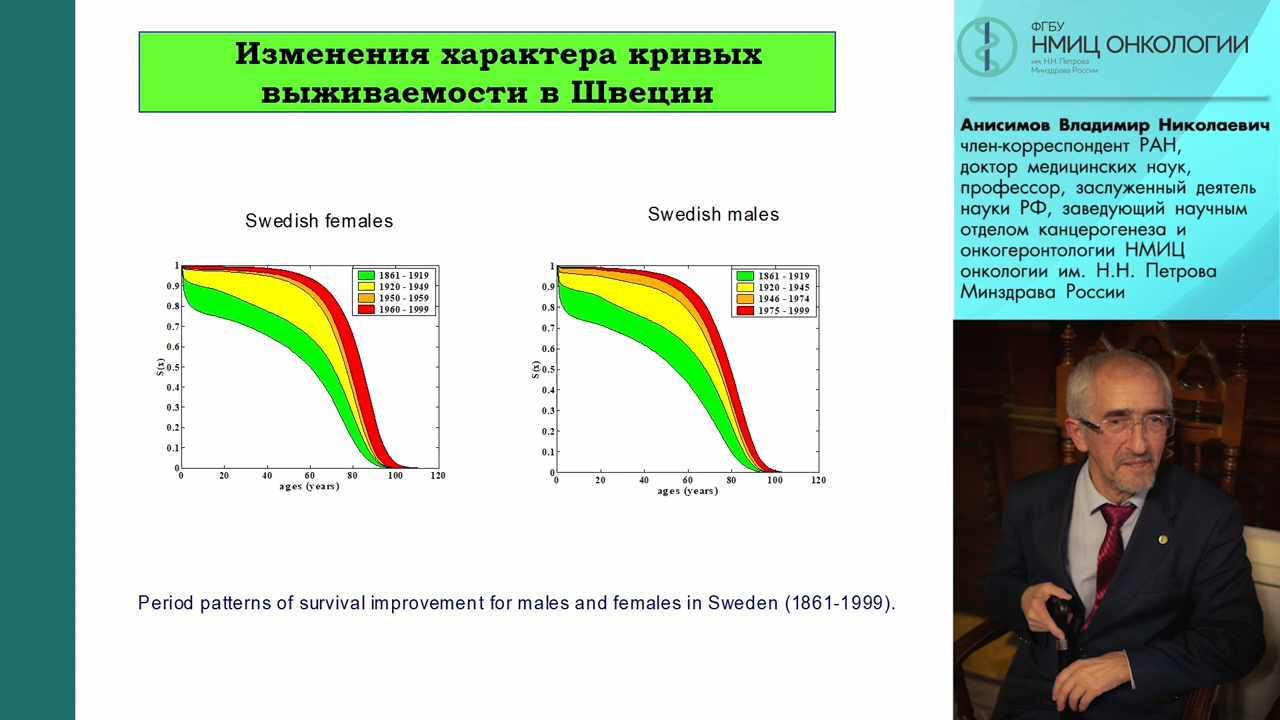 Изменения характера кривых
выживаемости в Швеции
Swedish females
1
0.9
0.8
0.7
0.6
0.5
0.4
0.3
0.2
0.1
0
S(x)
1861 - 1919
1920 - 1949
1950 - 1959
1960 - 1999
0 20 40 60 80 100 120
ages (years)
Swedish males
1
0.9
0.8
0.7
0.6
0.5
0.4
0.3
0.2
0.1
S(x)
1861 - 1919
1920 - 1945
1946 - 1974
1975 - 1999
0 20 40 60 80 100 120
ages (years)
Period patterns of survival improvement for males and females in Sweden (1861-1999).
ФГБУ
НМИЦ ОНКОЛОГИИ
им. Н.Н. Петрова
Минздрава России
Анисимов Владимир Николаевич
член-корреспондент РАН,
доктор медицинских наук,
профессор, заслуженный деятель
науки РФ, заведующий научным
отделом канцерогенеза и
онкогеронтологии НМИЦ
онкологии им. Н.Н. Петрова
Минздрава России